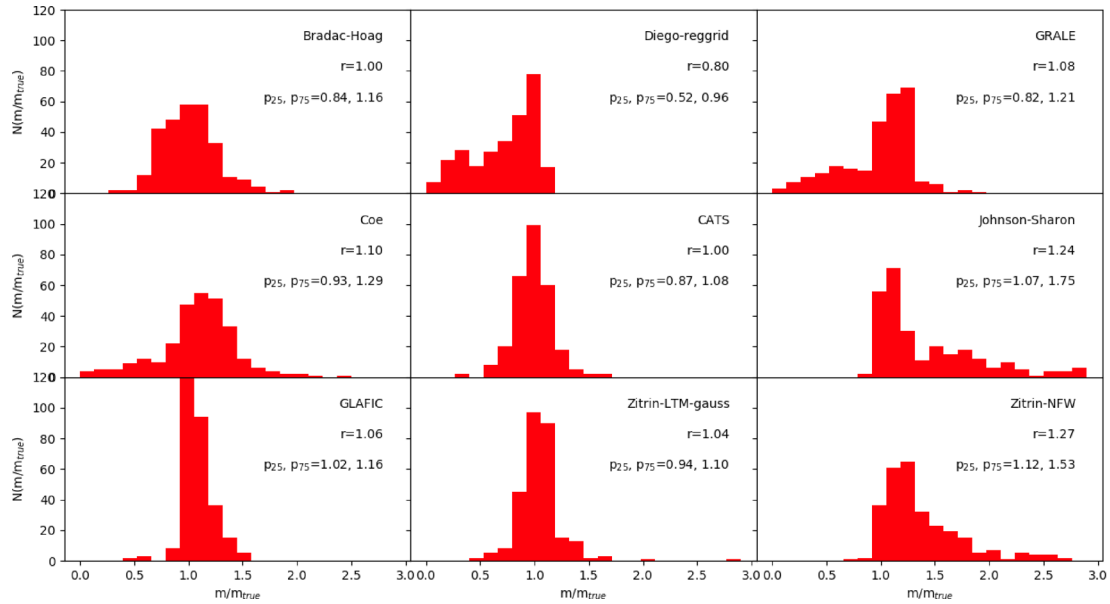 120
100
80
60
40
20
0
N(m/m_true)
Bradac-Hoag
r=1.00
p25, p75=0.84, 1.16
Diego-reggrid
r=0.80
p25, p75=0.52, 0.96
GRALE
r=1.08
p25, p75=0.82, 1.21
120
100
80
60
40
20
0
N(m/m_true)
Coe
r=1.10
p25, p75=0.93, 1.29
CATS
r=1.00
p25, p75=0.87, 1.08
Johnson-Sharon
r=1.24
p25, p75=1.07, 1.75
120
100
80
60
40
20
0
N(m/m_true)
GLAFIC
r=1.06
p25, p75=1.02, 1.16
Zitrin-LTM-gauss
r=1.04
p25, p75=0.94, 1.10
Zitrin-NFW
r=1.27
p25, p75=1.12, 1.53
0.0 0.5 1.0 1.5 2.0 2.5 3.0 0.0 0.5 1.0 1.5 2.0 2.5 3.0 0.0 0.5 1.0 1.5 2.0 2.5 3.0
m/m_true m/m_true m/m_true